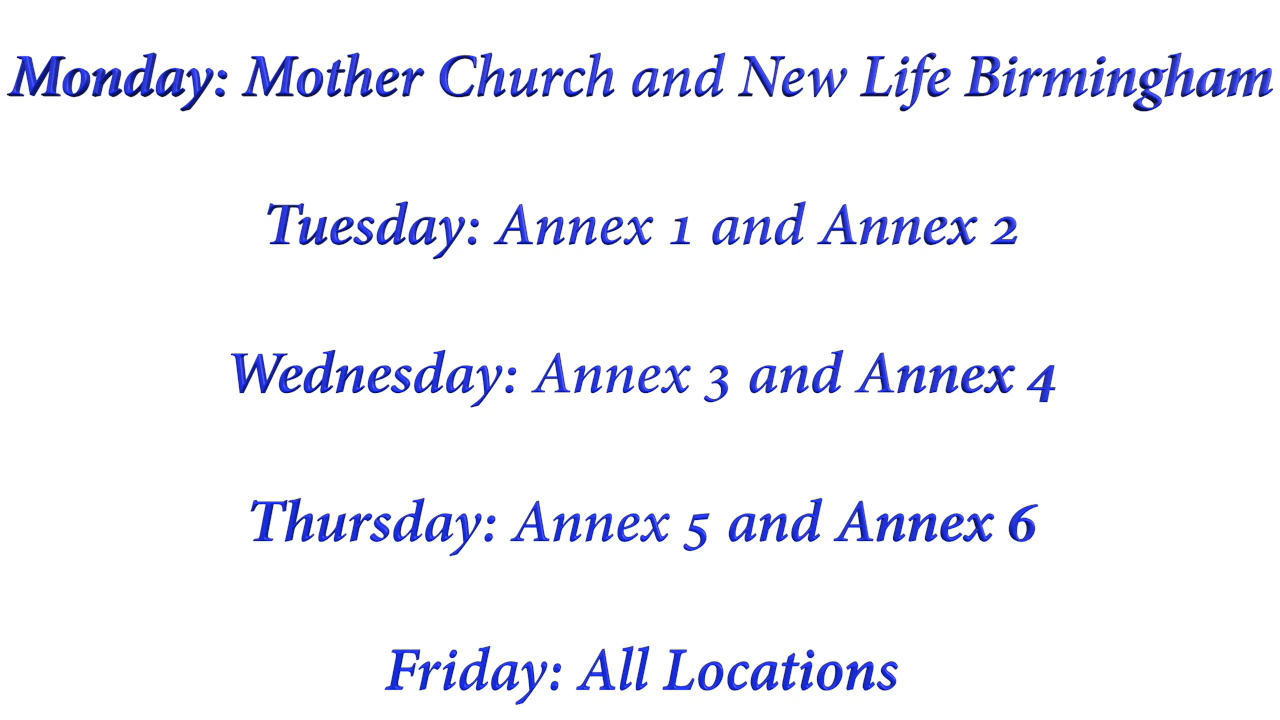 Monday: Mother Church and New Life Birmingham
Tuesday: Annex 1 and Annex 2
Wednesday: Annex 3 and Annex 4
Thursday: Annex 5 and Annex 6
Friday: All Locations